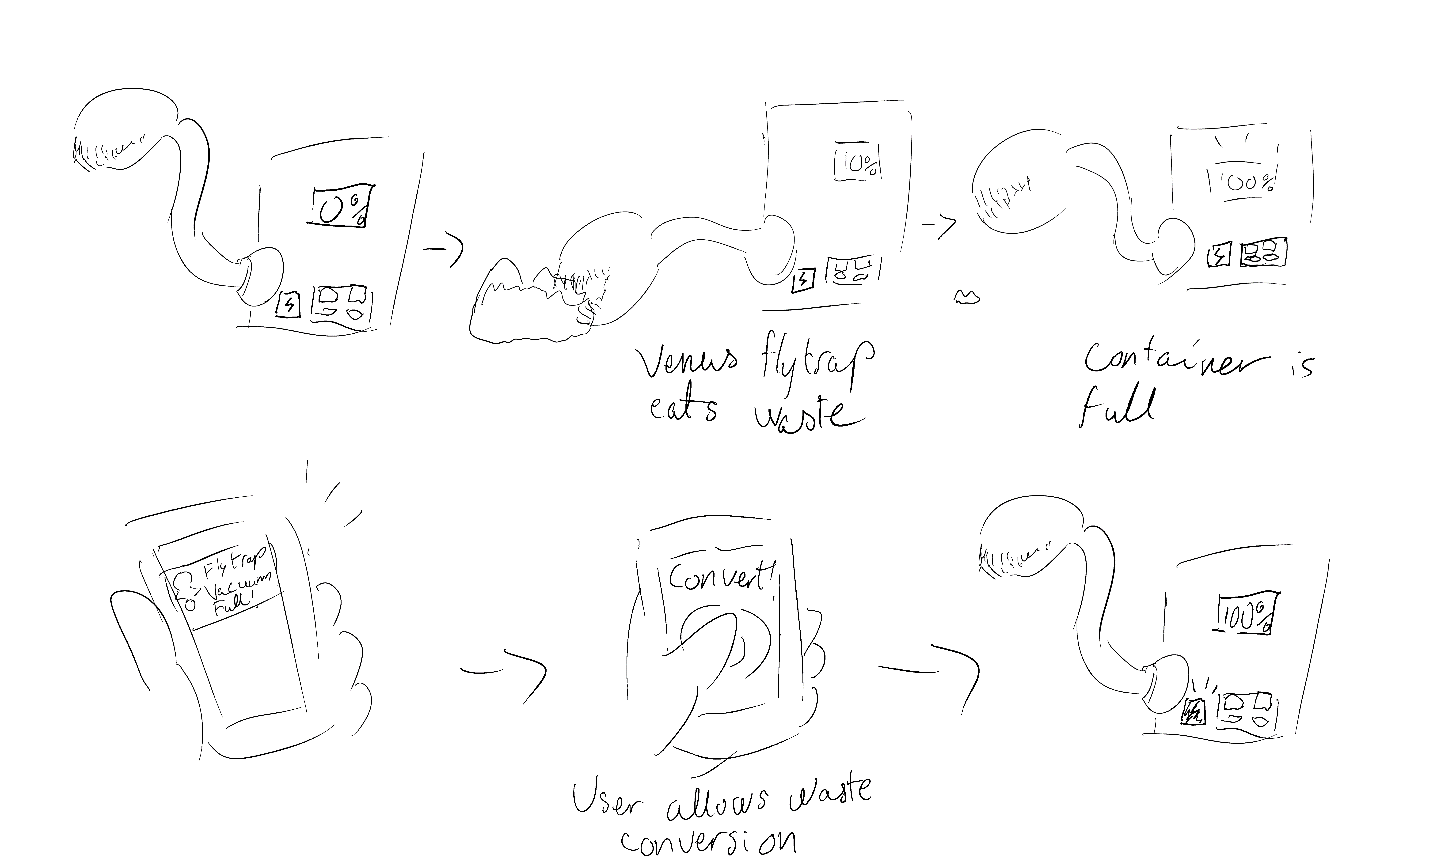 0%
10%
100%
Venus flytrap
eats waste
Container is
full
Flytrap
Vacuum
Full!
Convert!
100%
User allows waste
conversion